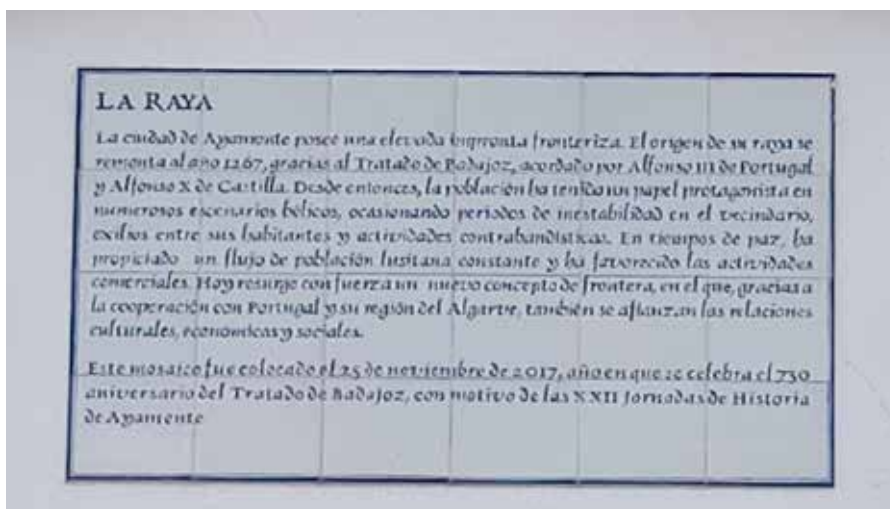 LA RAYA
La ciudad de Ayamonte posee una elevada impronta fronteriza. El origen de su raya se
remonta al año 1267, gracias al Tratado de Badajoz, acordado por Alfonso III de Portugal
y Alfonso X de Castilla. Desde entonces, la población ha tenido un papel protagonista en
numerosos escenarios bélicos, ocasionando periodos de inestabilidad en el vecindario,
exilios entre sus habitantes y actividades contrabandísticas. En tiempos de paz, ha
propiciado un flujo de población lusitana constante y ha favorecido las actividades
comerciales. Hoy resurge con fuerza un nuevo concepto de frontera, en el que, gracias a
la cooperación con Portugal y su región del Algarve, también se afianzan las relaciones
culturales, economicas y sociales.
Este mosaico fue colocado el 25 de noviembre de 2017, año en que se celebra el 730
aniversario del Tratado de Badajoz, con motivo de las XXII Jornadas de Historia
de Ayamonte